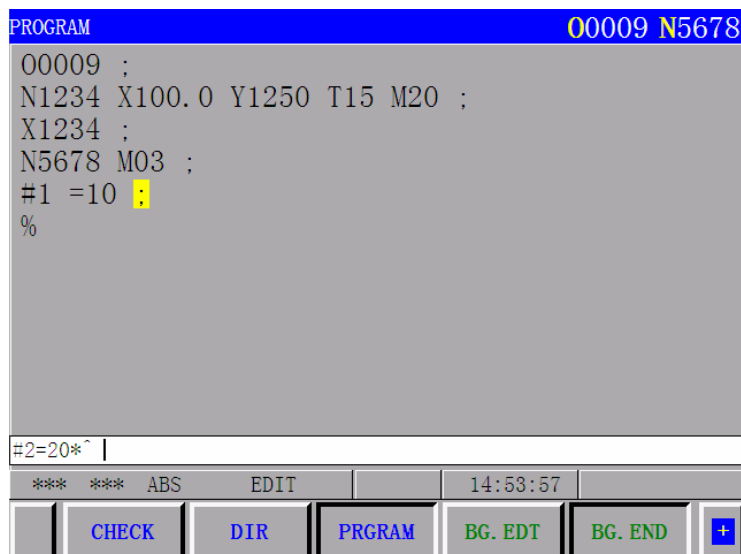 PROGRAM O0009 N5678
O0009 ;
N1234 X100.0 Y1250 T15 M20 ;
X1234 ;
N5678 M03 ;
#1 =10 ;
%
#2=20*^
*** *** ABS EDIT 14:53:57
CHECK DIR PRGRAM BG.EDT BG.END +